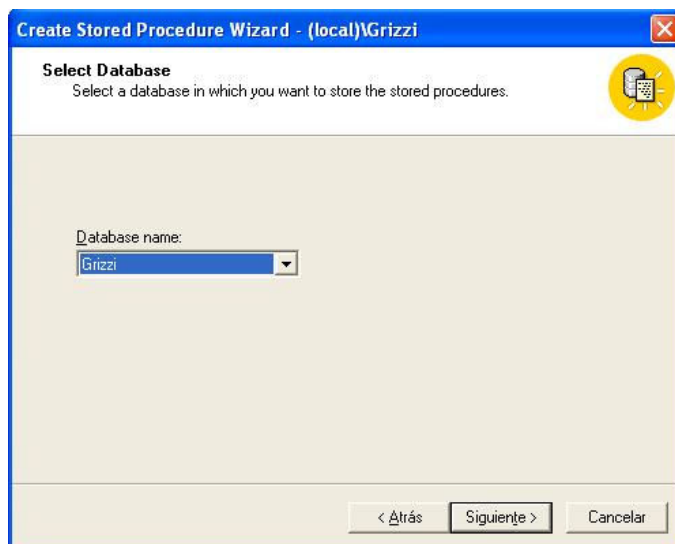 Create Stored Procedure Wizard - (local)\Grizzi
Select Database
Select a database in which you want to store the stored procedures.
Database name:
Grizzi
< Atrás Siguiente > Cancelar